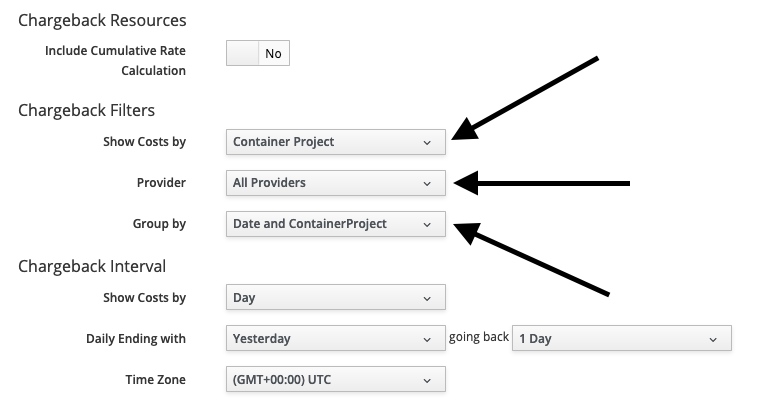 Chargeback Resources
Include Cumulative Rate
Calculation
No
Chargeback Filters
Show Costs by
Container Project
Provider
All Providers
Group by
Date and ContainerProject
Chargeback Interval
Show Costs by
Day
Daily Ending with
Yesterday
going back
1 Day
Time Zone
(GMT+00:00) UTC